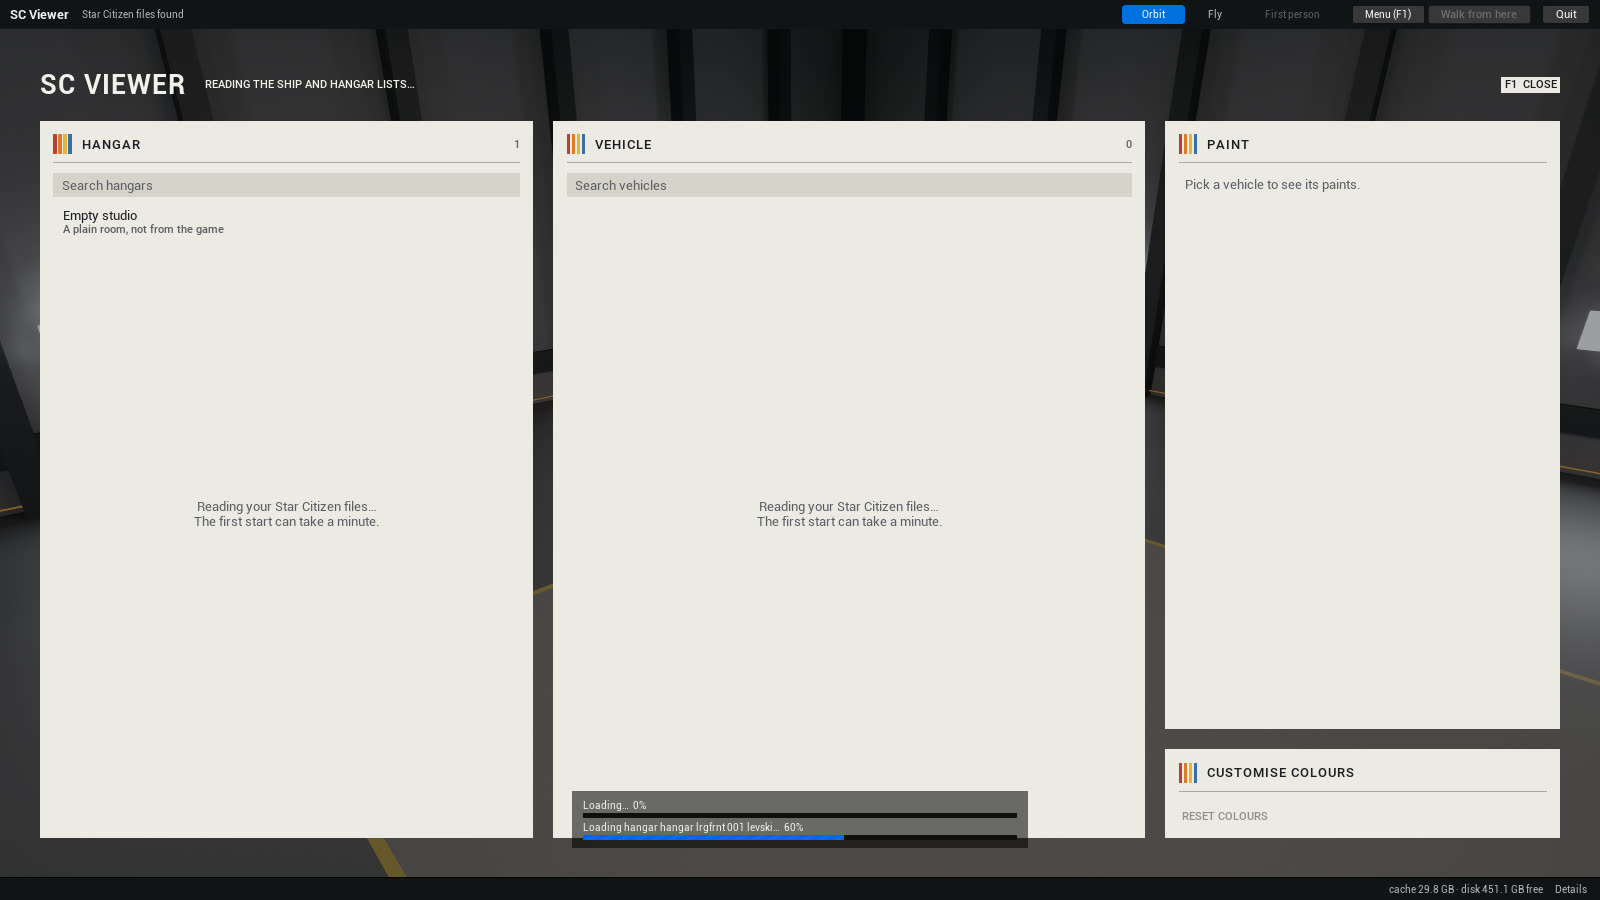 SC Viewer Star Citizen files found Orbit Fly First person Menu (F1) Walk from here Quit
SC VIEWER READING THE SHIP AND HANGAR LISTS... F1 CLOSE
HANGAR 1
Search hangars
Empty studio
A plain room, not from the game
Reading your Star Citizen files...
The first start can take a minute.
VEHICLE 0
Search vehicles
Reading your Star Citizen files...
The first start can take a minute.
PAINT
Pick a vehicle to see its paints.
CUSTOMISE COLOURS
RESET COLOURS
Loading... 0%
Loading hangar hangar lrgfrnt 001 levski... 60%
cache 29.8 GB · disk 451.1 GB free Details